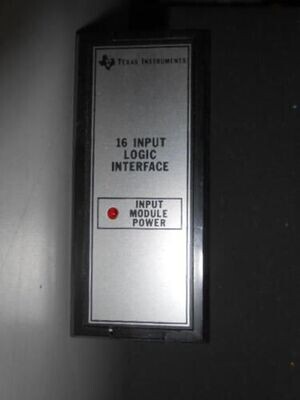 TEXAS INSTRUMENTS
16 INPUT
LOGIC
INTERFACE
INPUT
MODULE
POWER